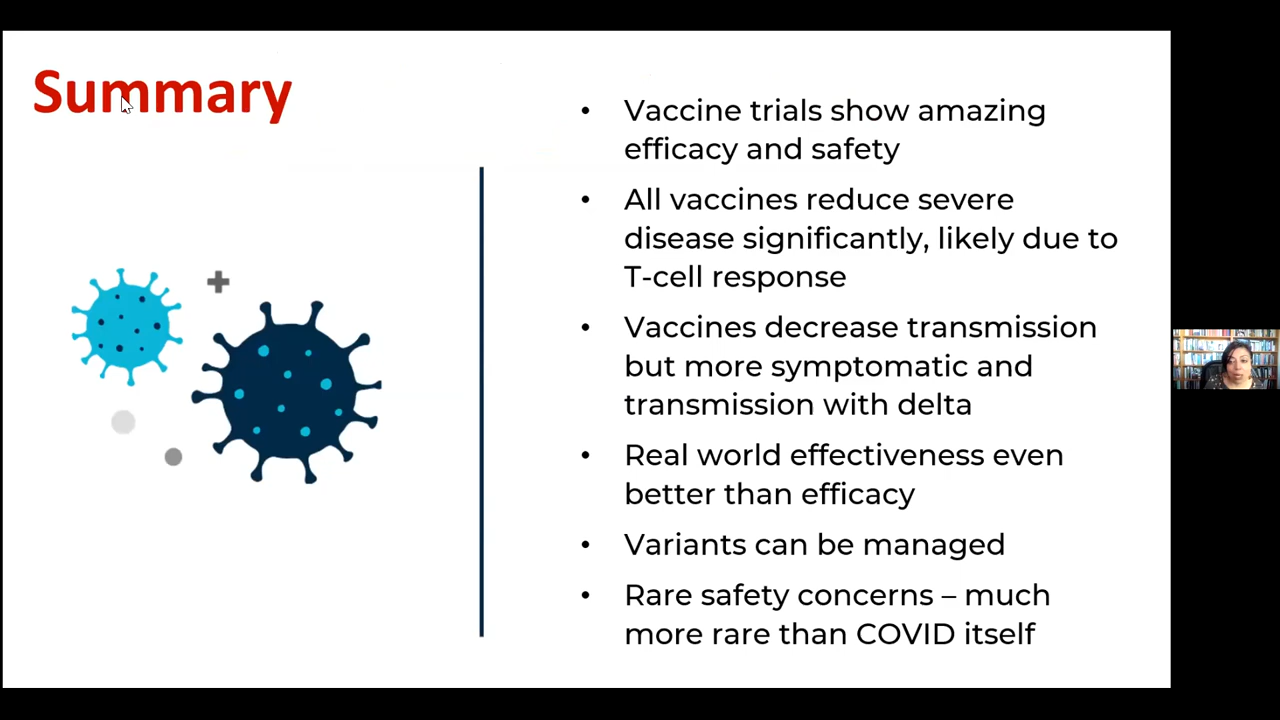 Summary
• Vaccine trials show amazing
efficacy and safety
• All vaccines reduce severe
disease significantly, likely due to
T-cell response
• Vaccines decrease transmission
but more symptomatic and
transmission with delta
• Real world effectiveness even
better than efficacy
• Variants can be managed
• Rare safety concerns – much
more rare than COVID itself